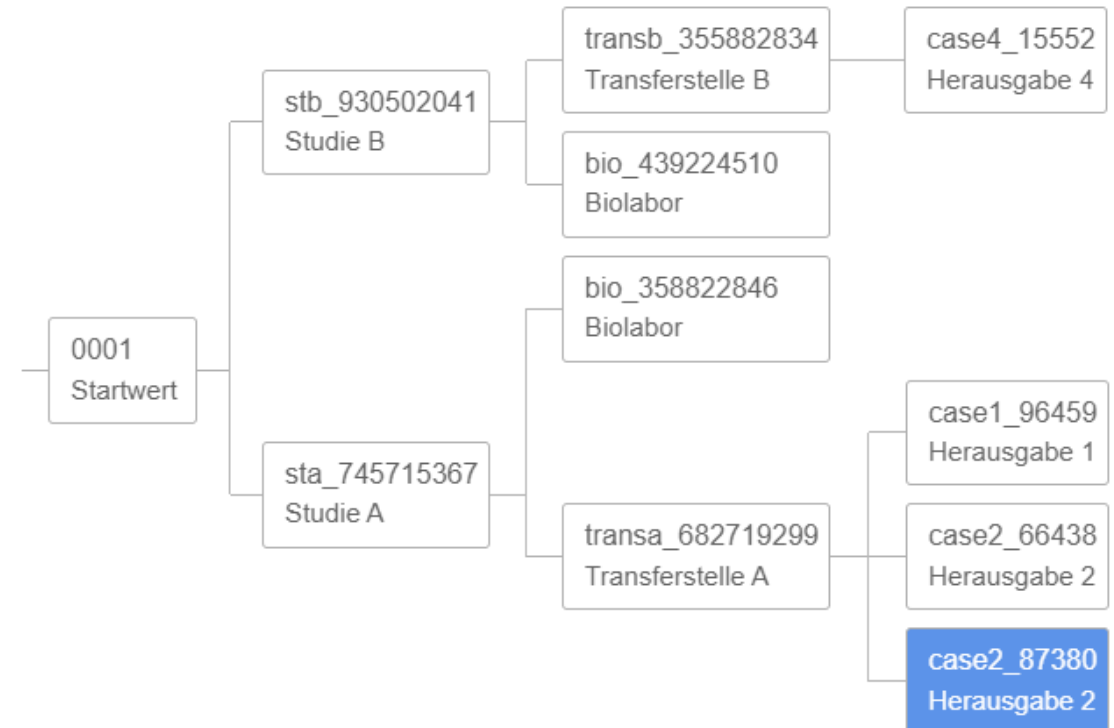 transb_355882834
Transferstelle B
case4_15552
Herausgabe 4
stb_930502041
Studie B
bio_439224510
Biolabor
bio_358822846
Biolabor
0001
Startwert
case1_96459
Herausgabe 1
sta_745715367
Studie A
transa_682719299
Transferstelle A
case2_66438
Herausgabe 2
case2_87380
Herausgabe 2